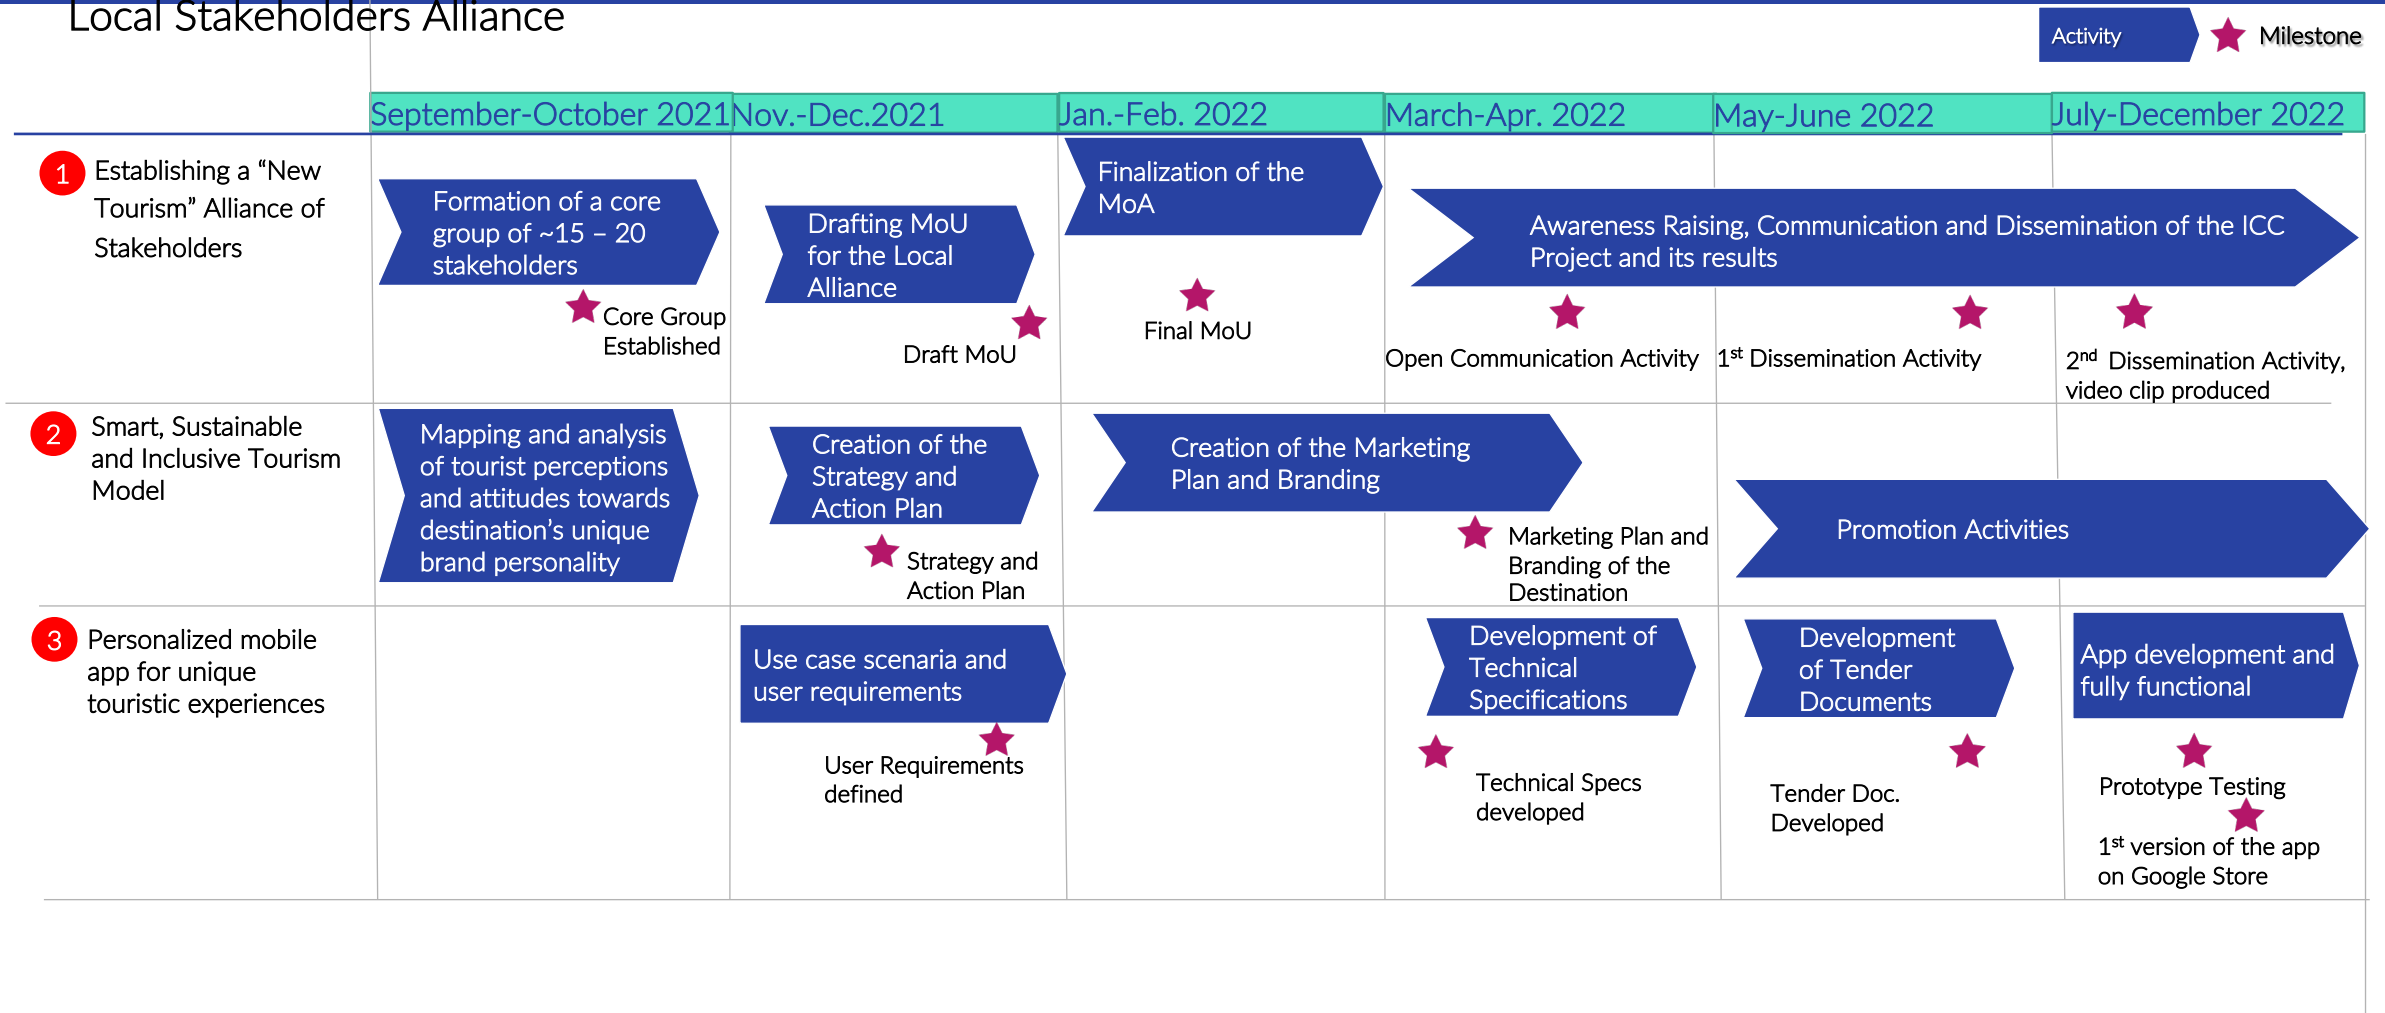 Local Stakeholders Alliance
Activity
Milestone
September-October 2021
Nov.-Dec.2021
Jan.-Feb. 2022
March-Apr. 2022
May-June 2022
July-December 2022
1
Establishing a “New
Tourism” Alliance of
Stakeholders
Formation of a core
group of ~15 – 20
stakeholders
Core Group
Established
Drafting MoU
for the Local
Alliance
Draft MoU
Finalization of the
MoA
Final MoU
Awareness Raising, Communication and Dissemination of the ICC
Project and its results
Open Communication Activity
1st Dissemination Activity
2nd Dissemination Activity,
video clip produced
2
Smart, Sustainable
and Inclusive Tourism
Model
Mapping and analysis
of tourist perceptions
and attitudes towards
destination’s unique
brand personality
Creation of the
Strategy and
Action Plan
Strategy and
Action Plan
Creation of the Marketing
Plan and Branding
Marketing Plan and
Branding of the
Destination
Promotion Activities
3
Personalized mobile
app for unique
touristic experiences
Use case scenaria and
user requirements
User Requirements
defined
Development of
Technical
Specifications
Technical Specs
developed
Development
of Tender
Documents
Tender Doc.
Developed
App development and
fully functional
Prototype Testing
1st version of the app
on Google Store